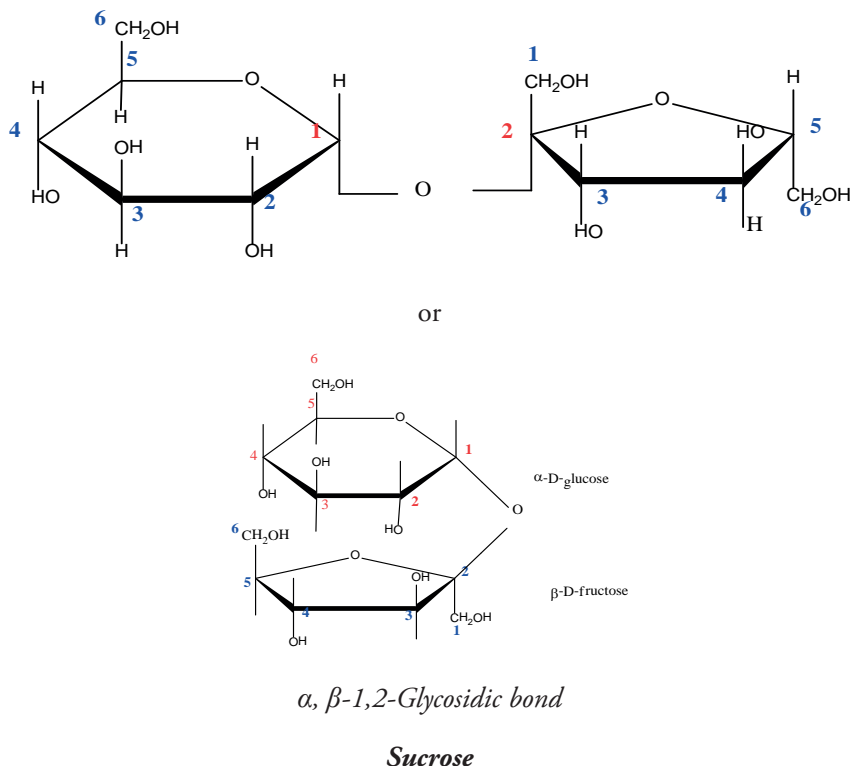 6 CH₂OH
5
1
CH₂OH
H O H H
H
O
4 H 1 2 H HO 5
OH H
HO 3 2 O 3 4 CH₂OH
6
H OH HO H
or
6
CH₂OH
5 O
4 OH 1
α-D-glucose
OH 3 2 O
HO
6 CH₂OH
O
5 OH 2
β-D-fructose
4 3 CH₂OH
1
OH
α, β-1,2-Glycosidic bond
Sucrose